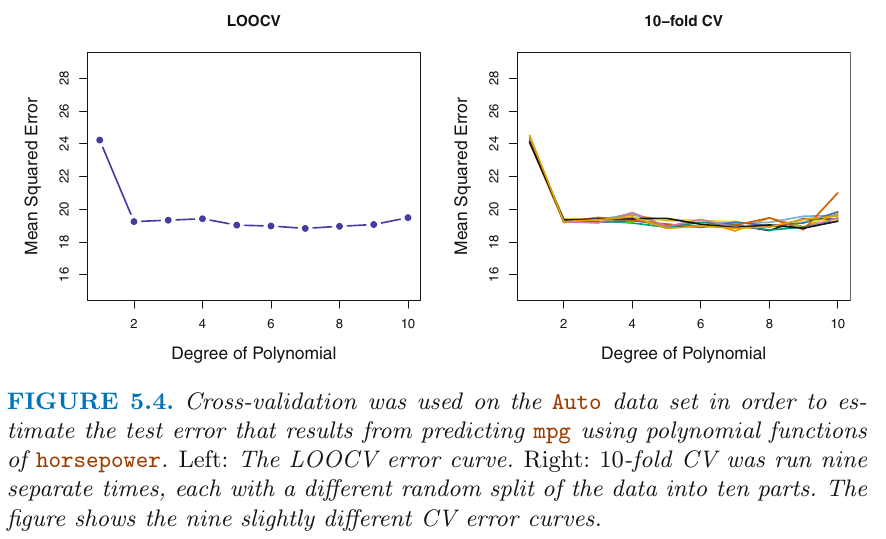 LOOCV
Mean Squared Error
28
26
24
22
20
18
16
2 4 6 8 10
Degree of Polynomial
10−fold CV
Mean Squared Error
28
26
24
22
20
18
16
2 4 6 8 10
Degree of Polynomial
FIGURE 5.4. Cross-validation was used on the Auto data set in order to es-
timate the test error that results from predicting mpg using polynomial functions
of horsepower. Left: The LOOCV error curve. Right: 10-fold CV was run nine
separate times, each with a different random split of the data into ten parts. The
figure shows the nine slightly different CV error curves.